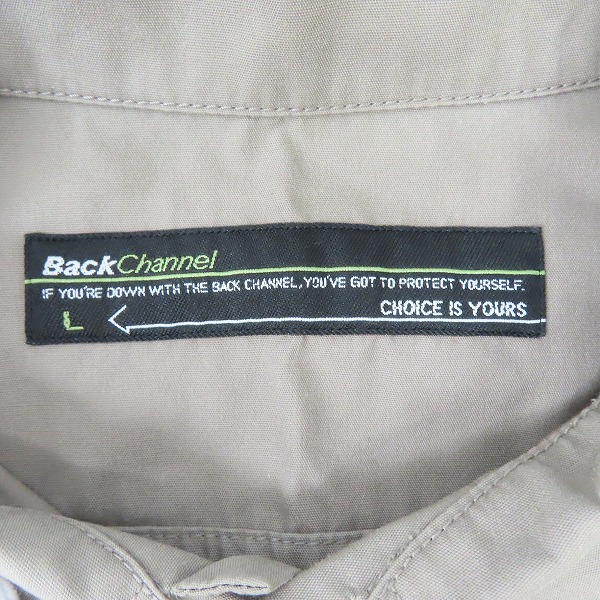 BackChannel
IF YOU'RE DOWN WITH THE BACK CHANNEL, YOU'VE GOT TO PROTECT YOURSELF.
CHOICE IS YOURS
L